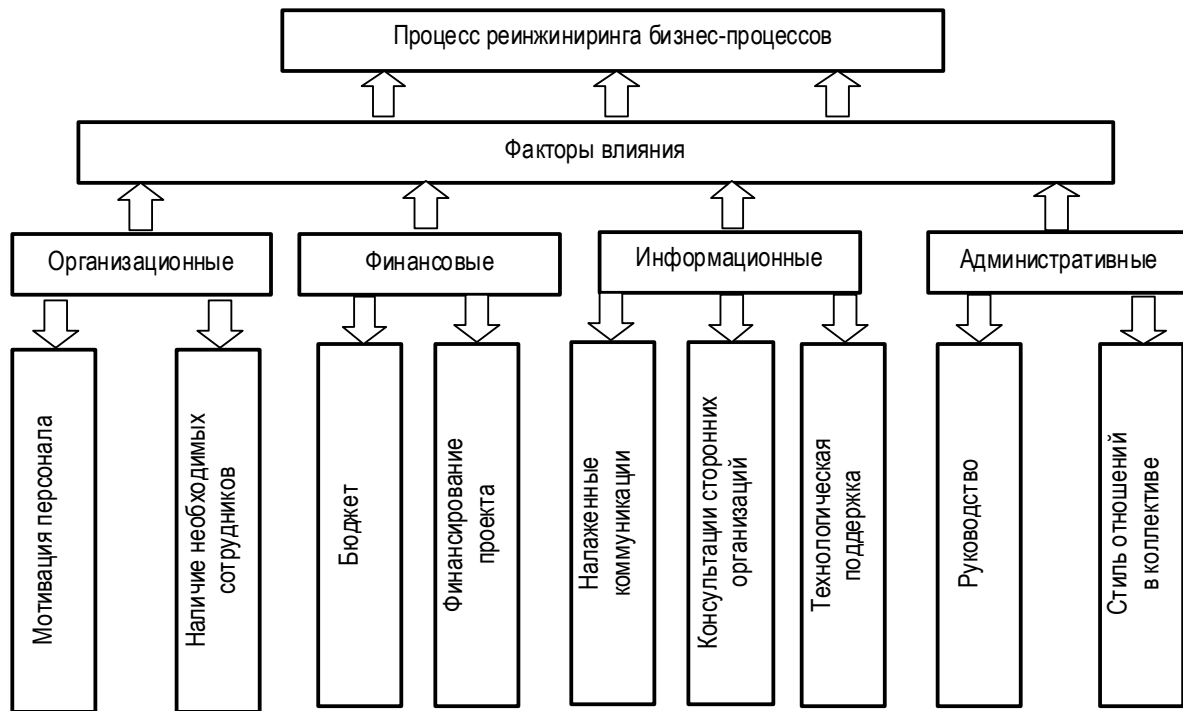 Процесс реинжиниринга бизнес-процессов
Факторы влияния
Организационные
Финансовые
Информационные
Административные
Мотивация персонала
Наличие необходимых
сотрудников
Бюджет
Финансирование
проекта
Налаженные
коммуникации
Консультации сторонних
организаций
Технологическая
поддержка
Руководство
Стиль отношений
в коллективе